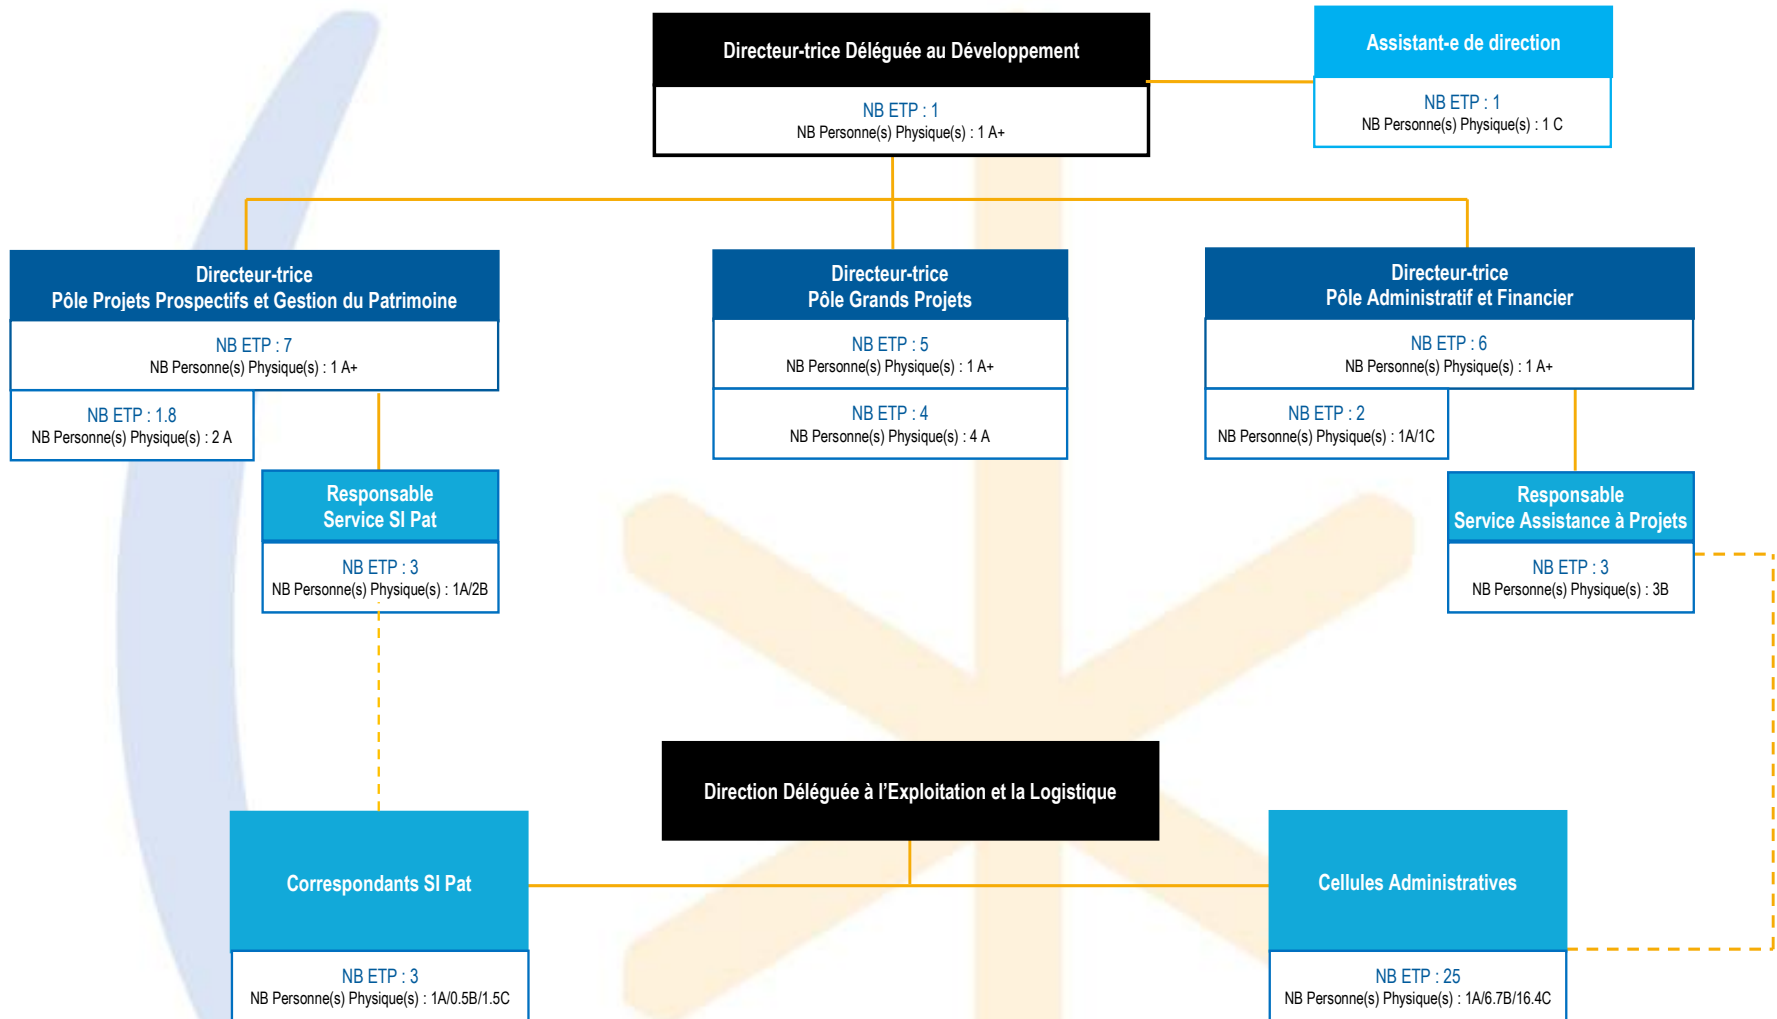 Directeur-trice Déléguée au Développement
NB ETP : 1
NB Personne(s) Physique(s) : 1 A+
Assistant-e de direction
NB ETP : 1
NB Personne(s) Physique(s) : 1 C
Directeur-trice
Pôle Projets Prospectifs et Gestion du Patrimoine
NB ETP : 7
NB Personne(s) Physique(s) : 1 A+
NB ETP : 1.8
NB Personne(s) Physique(s) : 2 A
Responsable
Service SI Pat
NB ETP : 3
NB Personne(s) Physique(s) : 1A/2B
Directeur-trice
Pôle Grands Projets
NB ETP : 5
NB Personne(s) Physique(s) : 1 A+
NB ETP : 4
NB Personne(s) Physique(s) : 4 A
Directeur-trice
Pôle Administratif et Financier
NB ETP : 6
NB Personne(s) Physique(s) : 1 A+
NB ETP : 2
NB Personne(s) Physique(s) : 1A/1C
Responsable
Service Assistance à Projets
NB ETP : 3
NB Personne(s) Physique(s) : 3B
Direction Déléguée à l’Exploitation et la Logistique
Correspondants SI Pat
NB ETP : 3
NB Personne(s) Physique(s) : 1A/0.5B/1.5C
Cellules Administratives
NB ETP : 25
NB Personne(s) Physique(s) : 1A/6.7B/16.4C